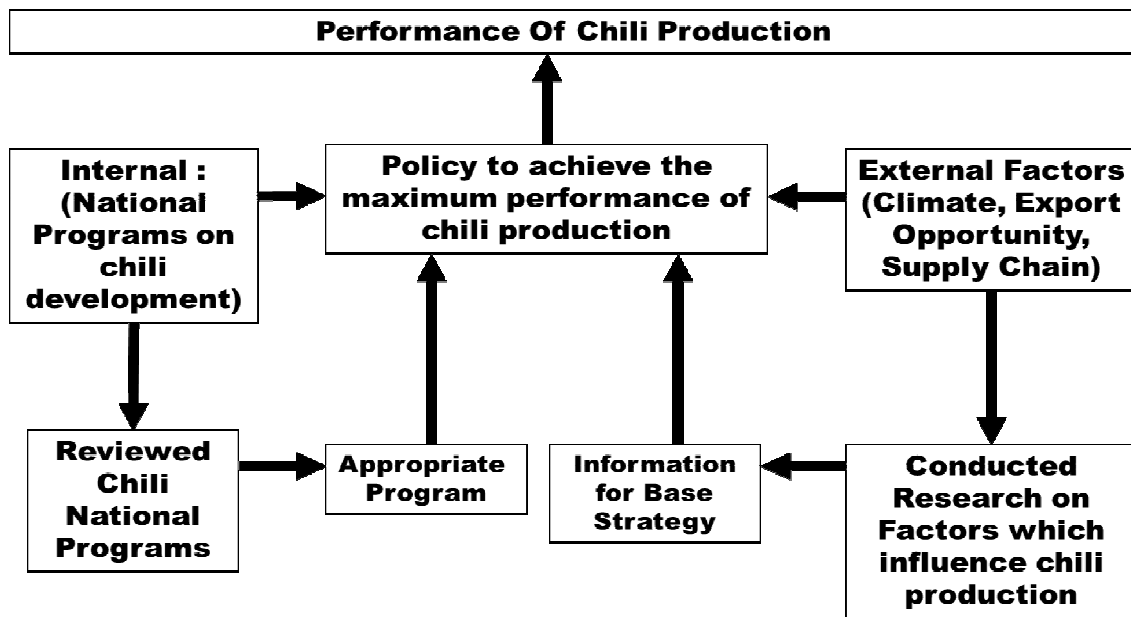 Performance Of Chili Production
Internal :
(National
Programs on
chili
development)
Policy to achieve the
maximum performance of
chili production
External Factors
(Climate, Export
Opportunity,
Supply Chain)
Reviewed
Chili
National
Programs
Appropriate
Program
Information
for Base
Strategy
Conducted
Research on
Factors which
influence chili
production